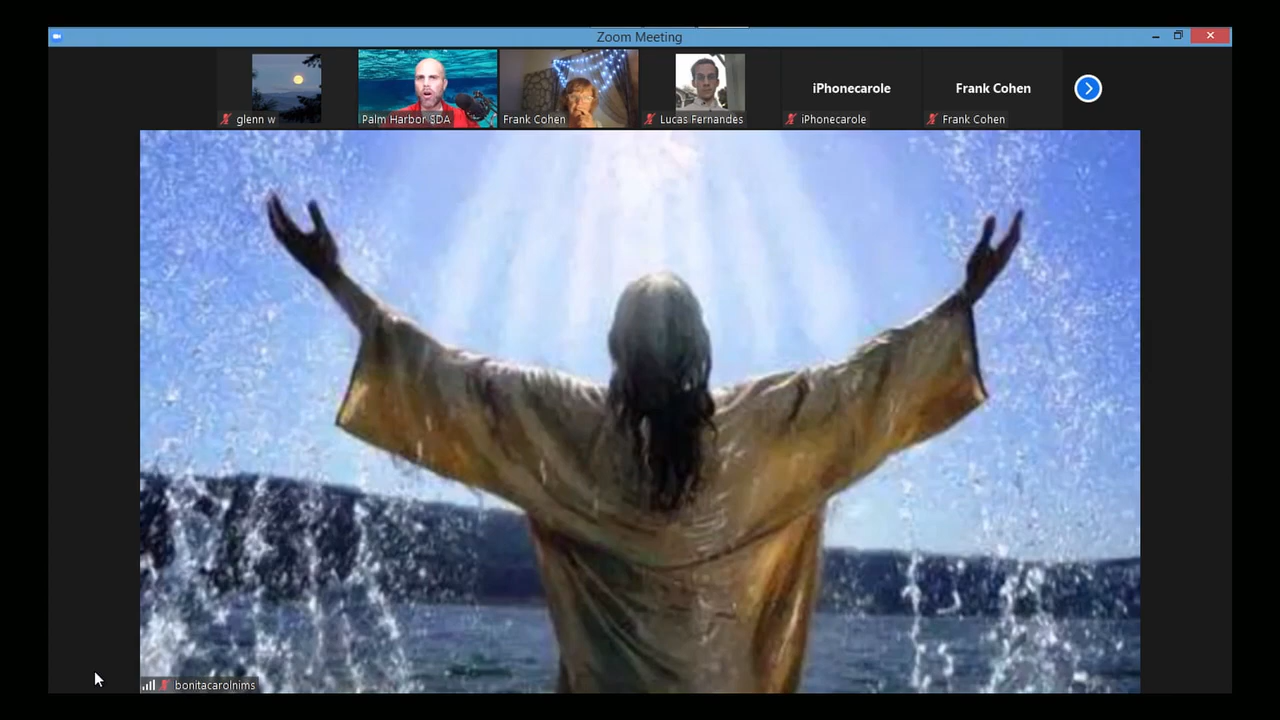 Zoom Meeting
glenn w
Palm Harbor SDA
Frank Cohen
Lucas Fernandes
iPhonecarole
iPhonecarole
Frank Cohen
Frank Cohen
bonitacarolnims